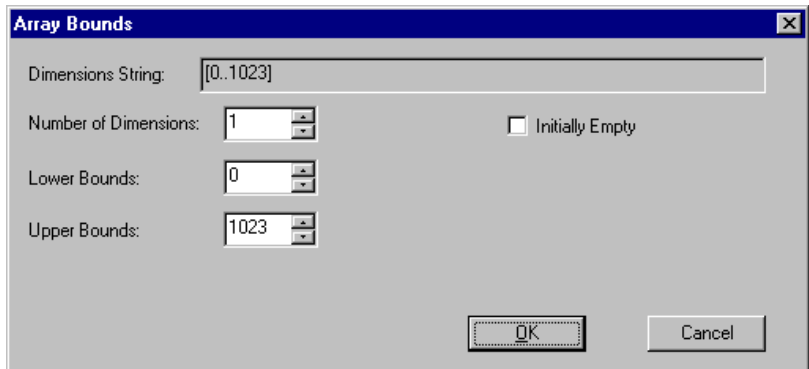 Array Bounds
Dimensions String: [0..1023]
Number of Dimensions: 1 Initially Empty
Lower Bounds: 0
Upper Bounds: 1023
OK Cancel